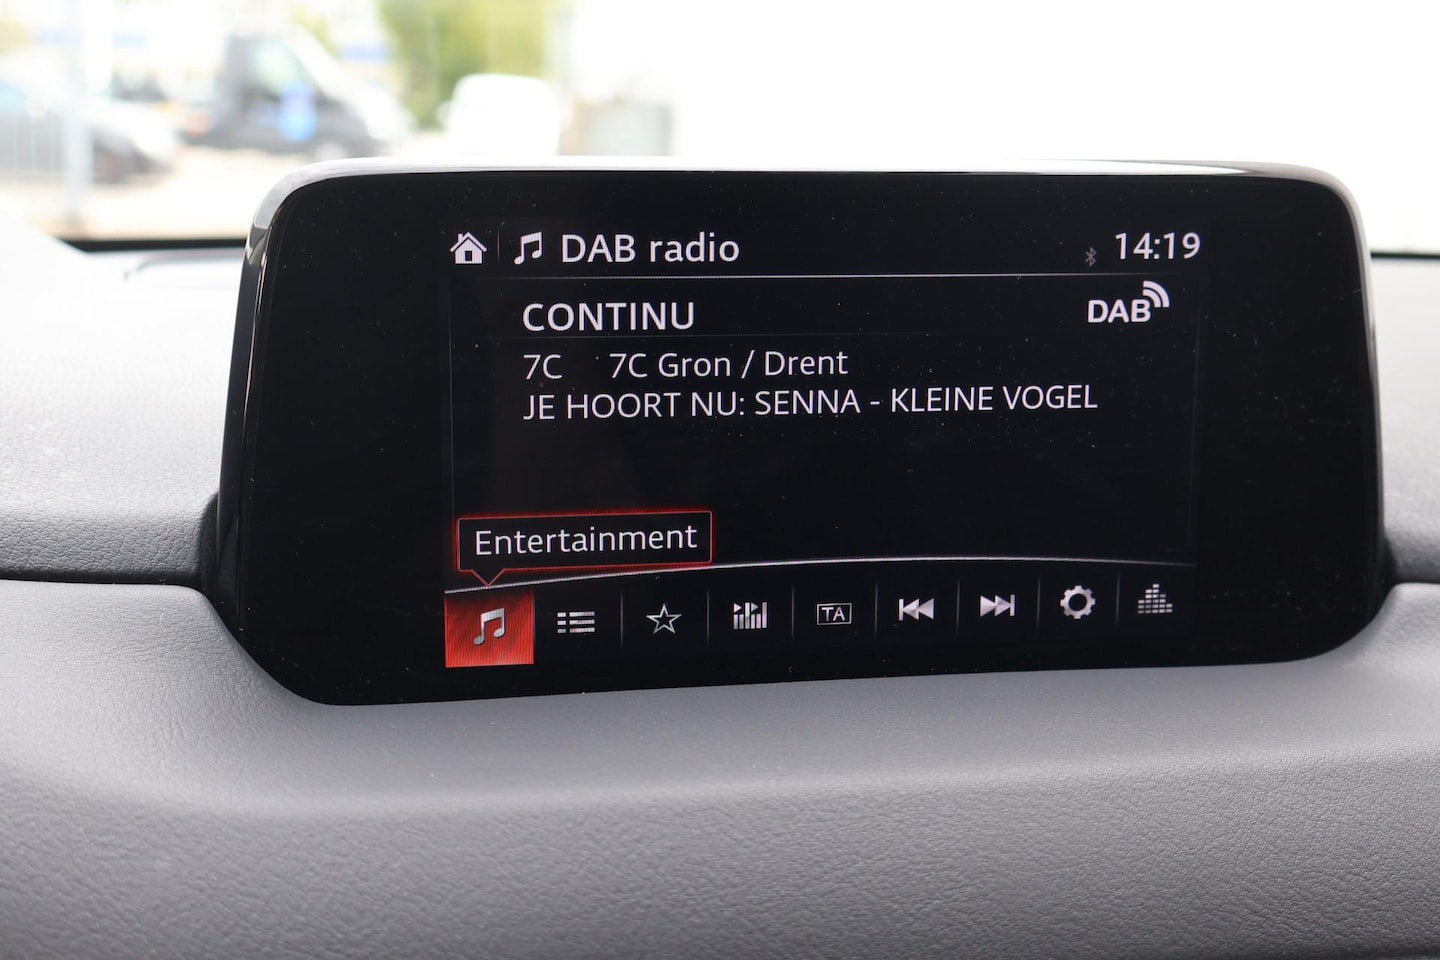 DAB radio 14:19
CONTINU DAB
7C 7C Gron / Drent
JE HOORT NU: SENNA - KLEINE VOGEL
Entertainment
TA